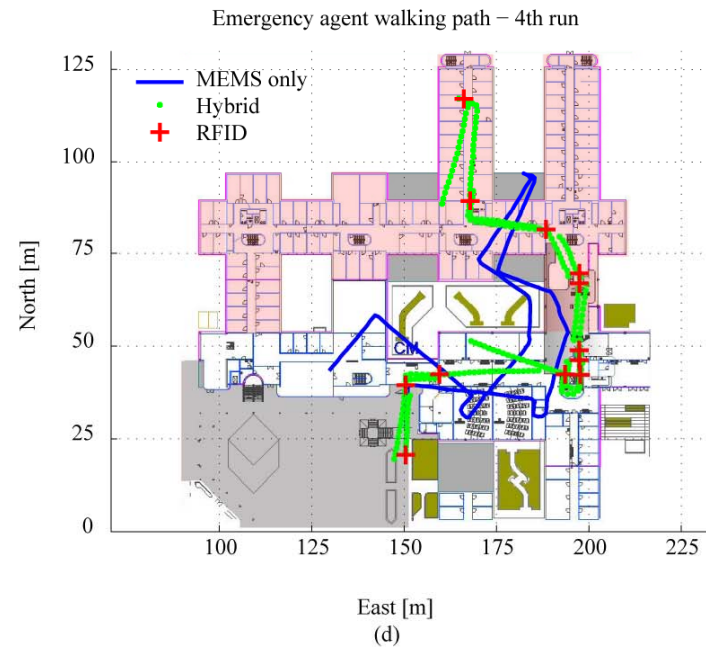 Emergency agent walking path − 4th run
125
100
75
50
25
0
North [m]
MEMS only
Hybrid
RFID
CM
100
125
150
175
200
225
East [m]
(d)